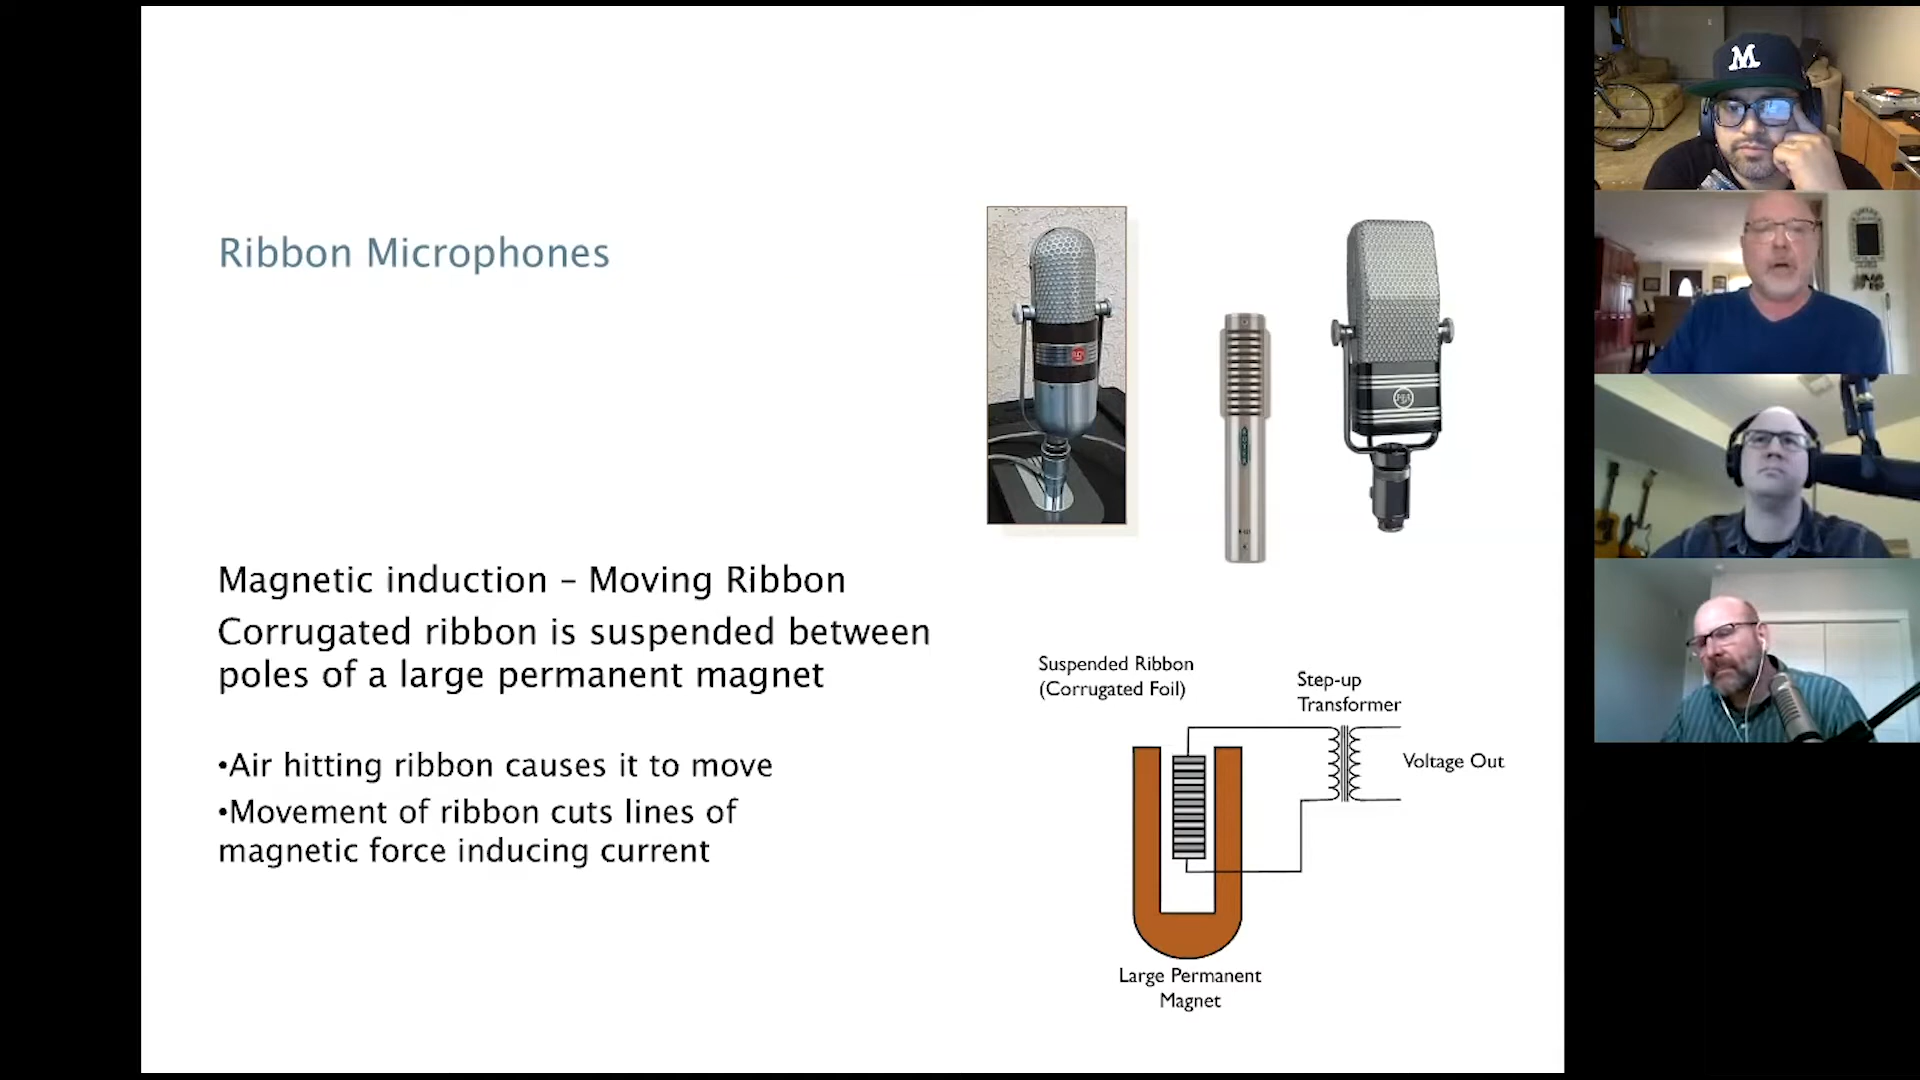 Ribbon Microphones
Magnetic induction – Moving Ribbon
Corrugated ribbon is suspended between
poles of a large permanent magnet
•Air hitting ribbon causes it to move
•Movement of ribbon cuts lines of
magnetic force inducing current
Suspended Ribbon
(Corrugated Foil)
Step-up
Transformer
Voltage Out
Large Permanent
Magnet
M